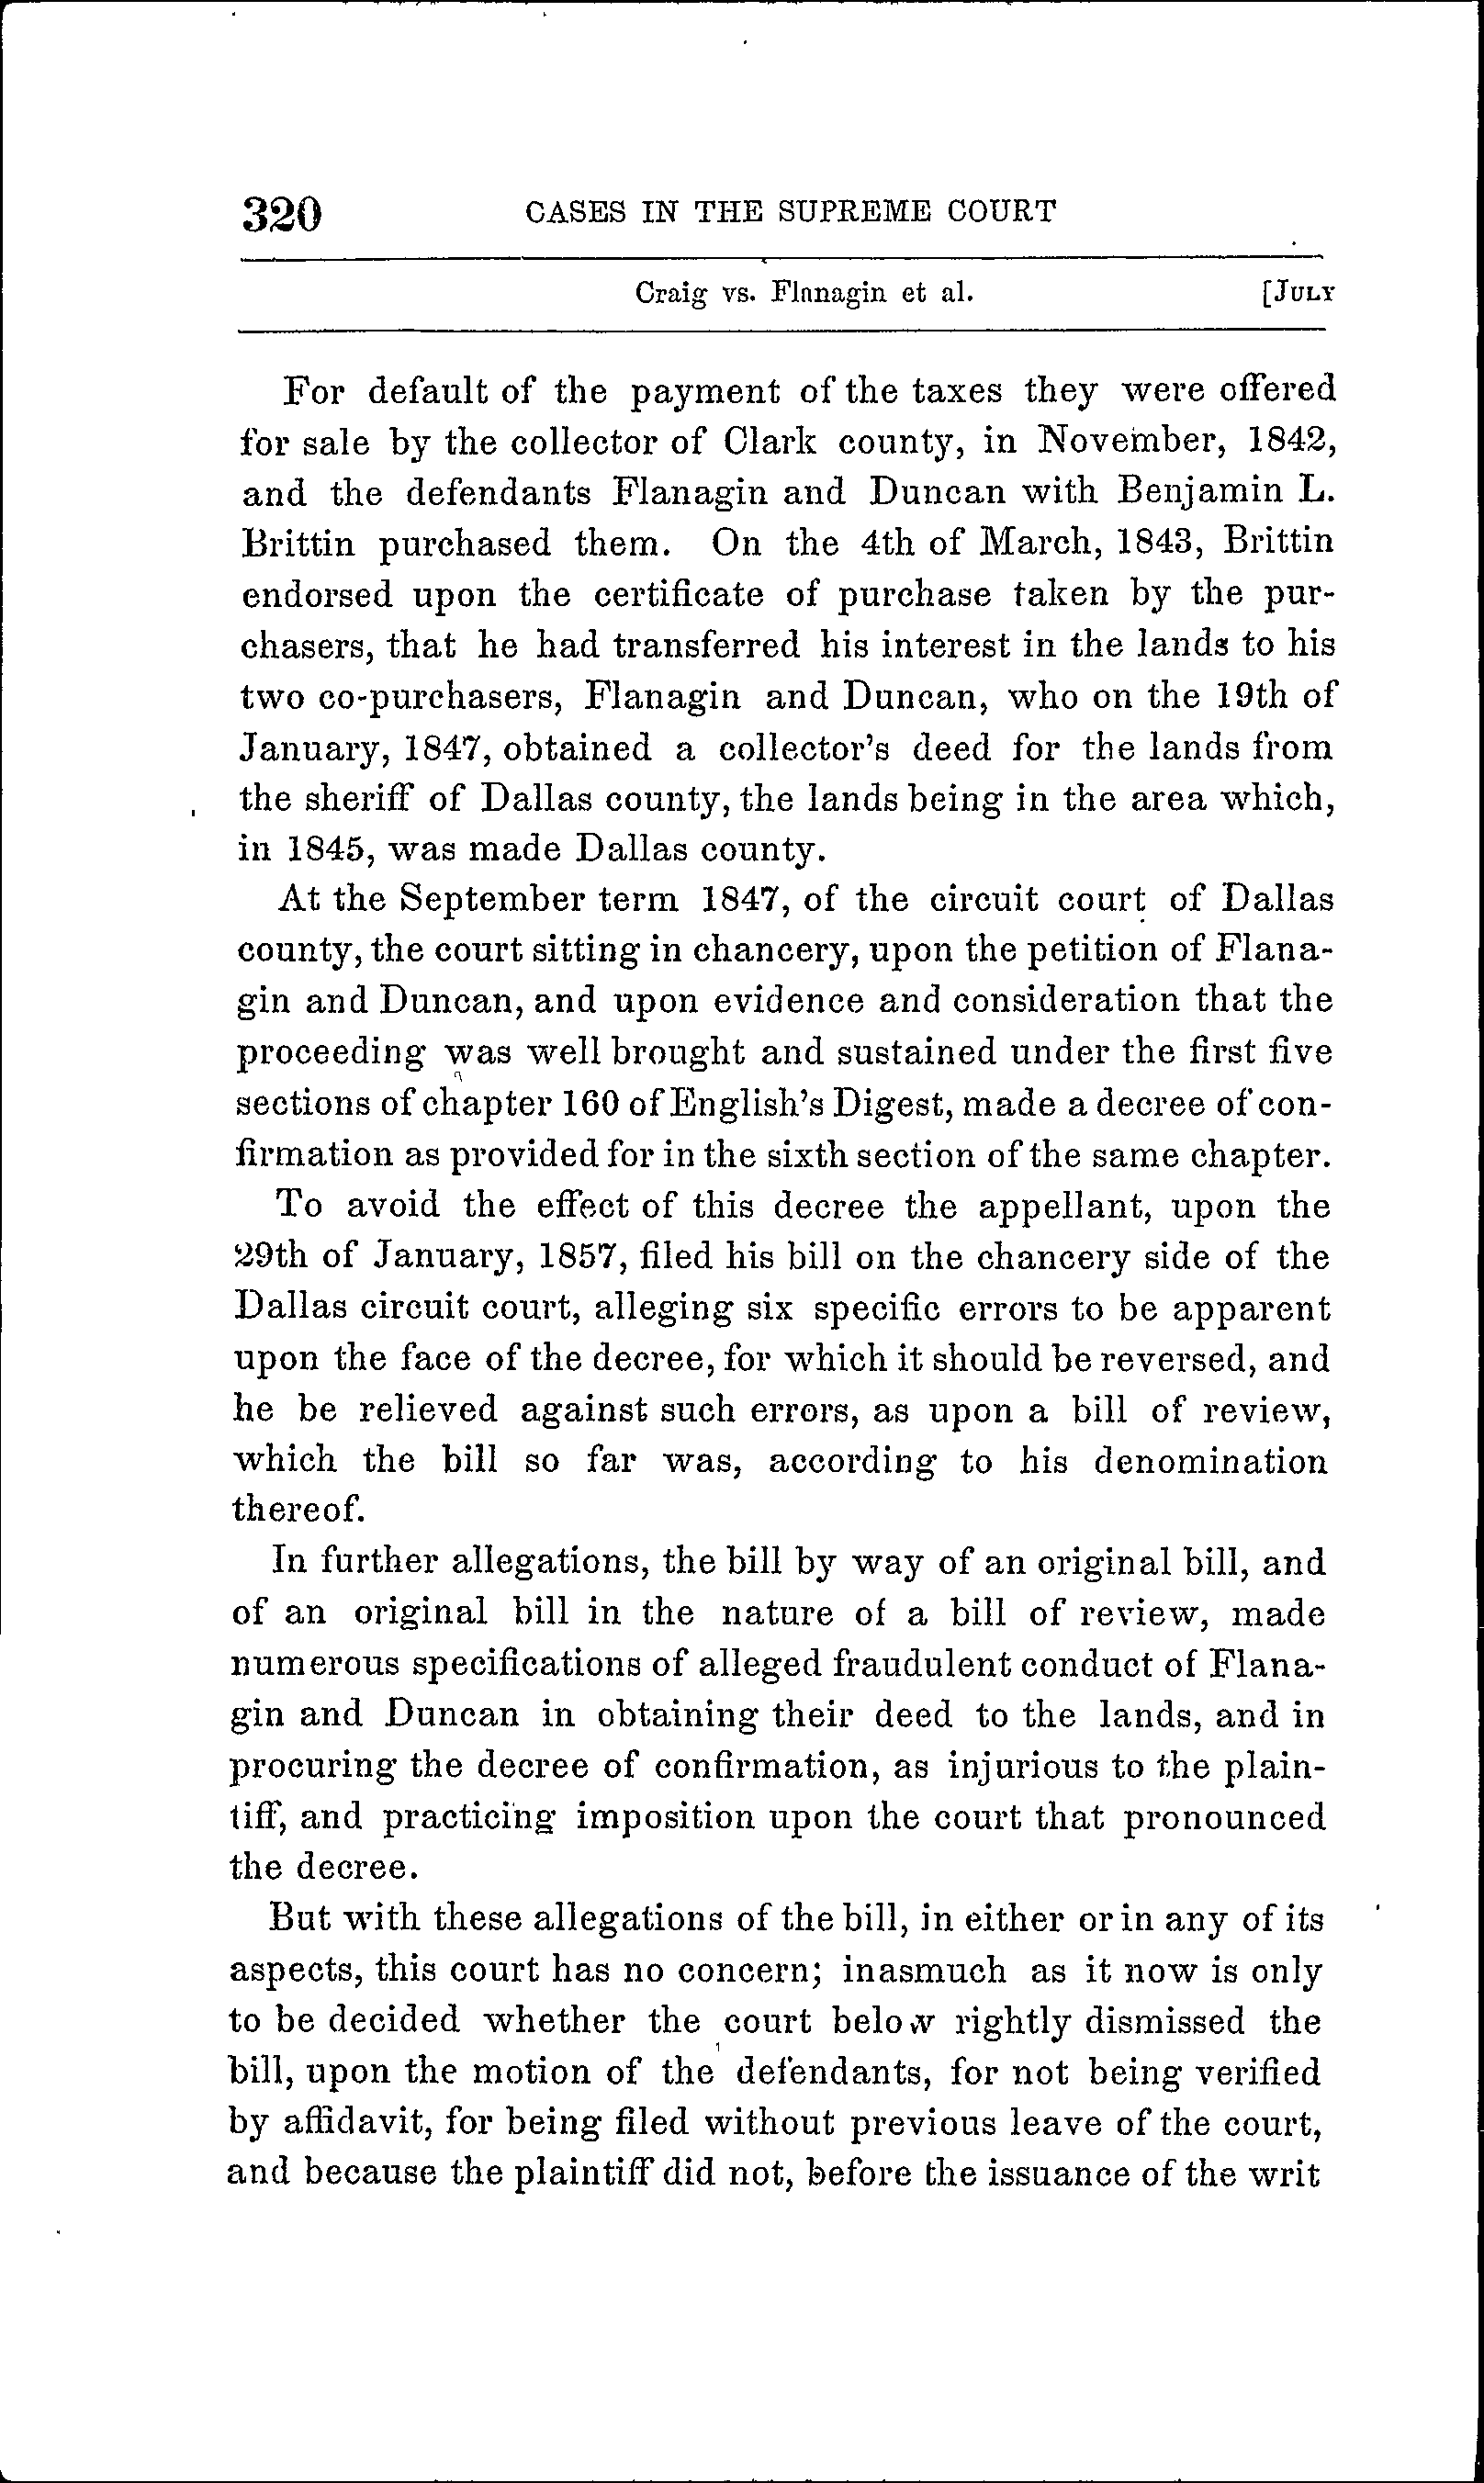 320 CASES IN THE SUPREME COURT
Craig vs. Flanagin et al. [JULY
For default of the payment of the taxes they were offered
for sale by the collector of Clark county, in November, 1842,
and the defendants Flanagin and Duncan with Benjamin L.
Brittin purchased them. On the 4th of March, 1843, Brittin
endorsed upon the certificate of purchase taken by the pur-
chasers, that he had transferred his interest in the lands to his
two co-purchasers, Flanagin and Duncan, who on the 19th of
January, 1847, obtained a collector's deed for the lands from
the sheriff of Dallas county, the lands being in the area which,
in 1845, was made Dallas county.
At the September term 1847, of the circuit court of Dallas
county, the court sitting in chancery, upon the petition of Flana-
gin and Duncan, and upon evidence and consideration that the
proceeding was well brought and sustained under the first five
sections of chapter 160 of English's Digest, made a decree of con-
firmation as provided for in the sixth section of the same chapter.
To avoid the effect of this decree the appellant, upon the
29th of January, 1857, filed his bill on the chancery side of the
Dallas circuit court, alleging six specific errors to be apparent
upon the face of the decree, for which it should be reversed, and
he be relieved against such errors, as upon a bill of review,
which the bill so far was, according to his denomination
thereof.
In further allegations, the bill by way of an original bill, and
of an original bill in the nature of a bill of review, made
numerous specifications of alleged fraudulent conduct of Flana-
gin and Duncan in obtaining their deed to the lands, and in
procuring the decree of confirmation, as injurious to the plain-
tiff, and practicing imposition upon the court that pronounced
the decree.
But with these allegations of the bill, in either or in any of its
aspects, this court has no concern; inasmuch as it now is only
to be decided whether the court below rightly dismissed the
bill, upon the motion of the defendants, for not being verified
by affidavit, for being filed without previous leave of the court,
and because the plaintiff did not, before the issuance of the writ